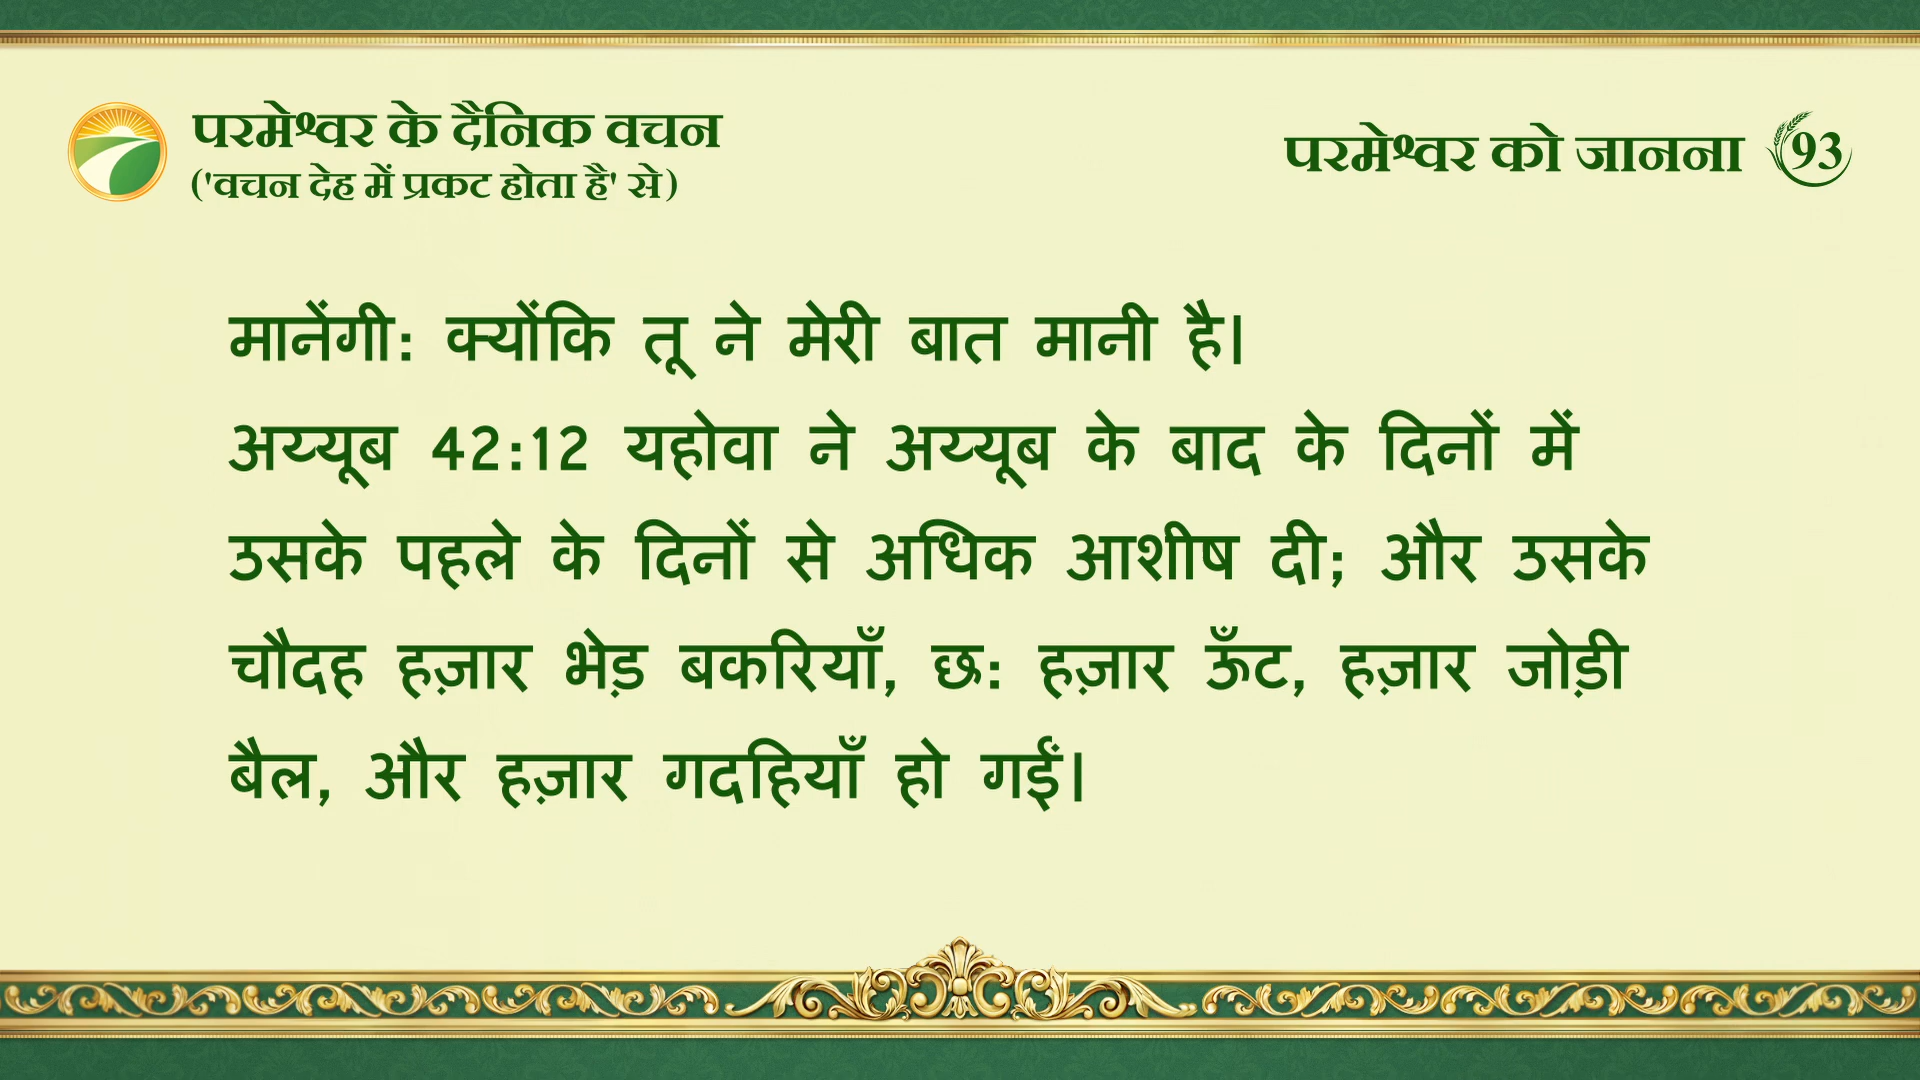 परमेश्वर के दैनिक वचन
('वचन देह में प्रकट होता है' से)
परमेश्वर को जानना 93
मानेंगी: क्योंकि तू ने मेरी बात मानी है।
अय्यूब 42:12 यहोवा ने अय्यूब के बाद के दिनों में
उसके पहले के दिनों से अधिक आशीष दी; और उसके
चौदह हज़ार भेड़ बकरियाँ, छ: हज़ार ऊँट, हज़ार जोड़ी
बैल, और हज़ार गदहियाँ हो गईं।